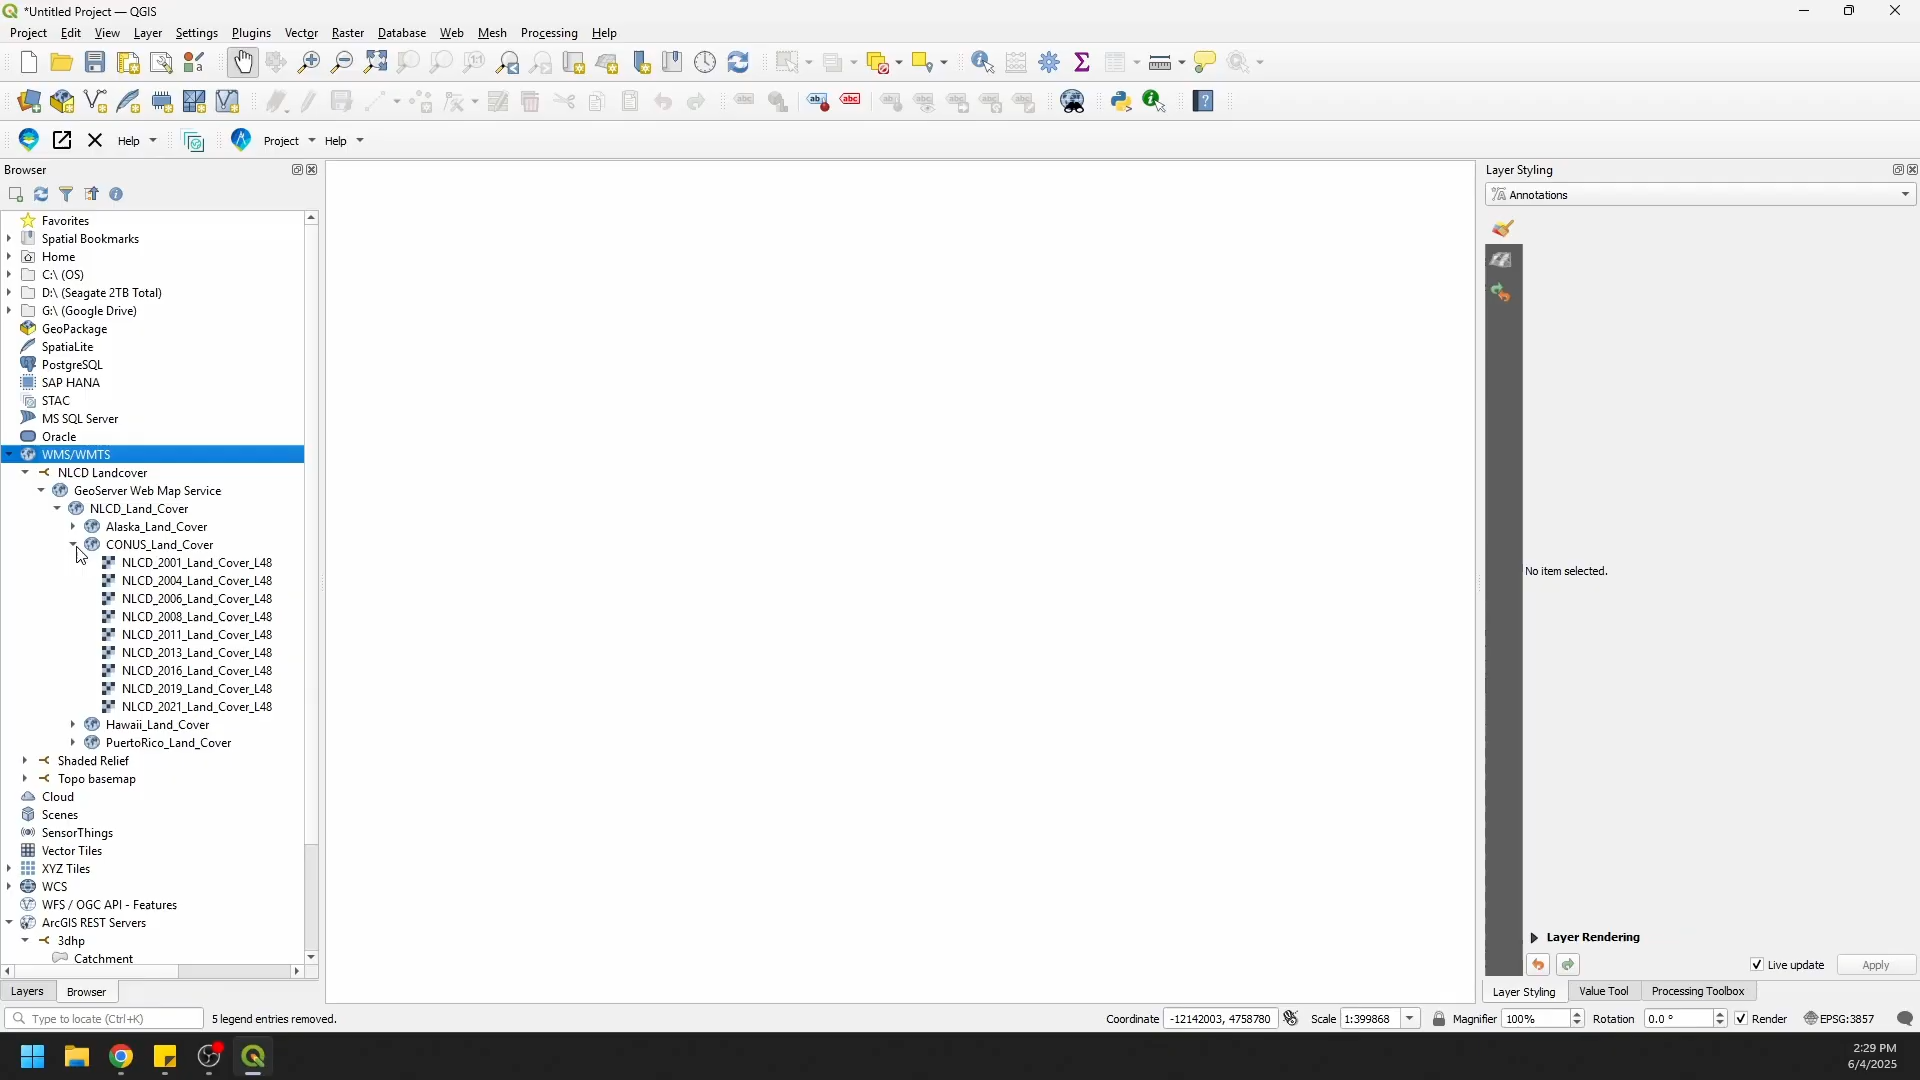 *Untitled Project — QGIS
Project Edit View Layer Settings Plugins Vector Raster Database Web Mesh Processing Help
Help Project Help
Browser
Favorites
Spatial Bookmarks
Home
C:\ (OS)
D:\ (Seagate 2TB Total)
G:\ (Google Drive)
GeoPackage
SpatiaLite
PostgreSQL
SAP HANA
STAC
MS SQL Server
Oracle
WMS/WMTS
NLCD Landcover
GeoServer Web Map Service
NLCD_Land_Cover
Alaska_Land_Cover
CONUS_Land_Cover
NLCD_2001_Land_Cover_L48
NLCD_2004_Land_Cover_L48
NLCD_2006_Land_Cover_L48
NLCD_2008_Land_Cover_L48
NLCD_2011_Land_Cover_L48
NLCD_2013_Land_Cover_L48
NLCD_2016_Land_Cover_L48
NLCD_2019_Land_Cover_L48
NLCD_2021_Land_Cover_L48
Hawaii_Land_Cover
PuertoRico_Land_Cover
Shaded Relief
Topo basemap
Cloud
Scenes
SensorThings
Vector Tiles
XYZ Tiles
WCS
WFS / OGC API - Features
ArcGIS REST Servers
3dhp
Catchment
Layers Browser
Layer Styling
Annotations
No item selected.
Layer Rendering
Live update Apply
Layer Styling Value Tool Processing Toolbox
Type to locate (Ctrl+K) 5 legend entries removed. Coordinate -12142003, 4758780 Scale 1:399868 Magnifier 100% Rotation 0.0 ° Render EPSG:3857
2:29 PM
6/4/2025